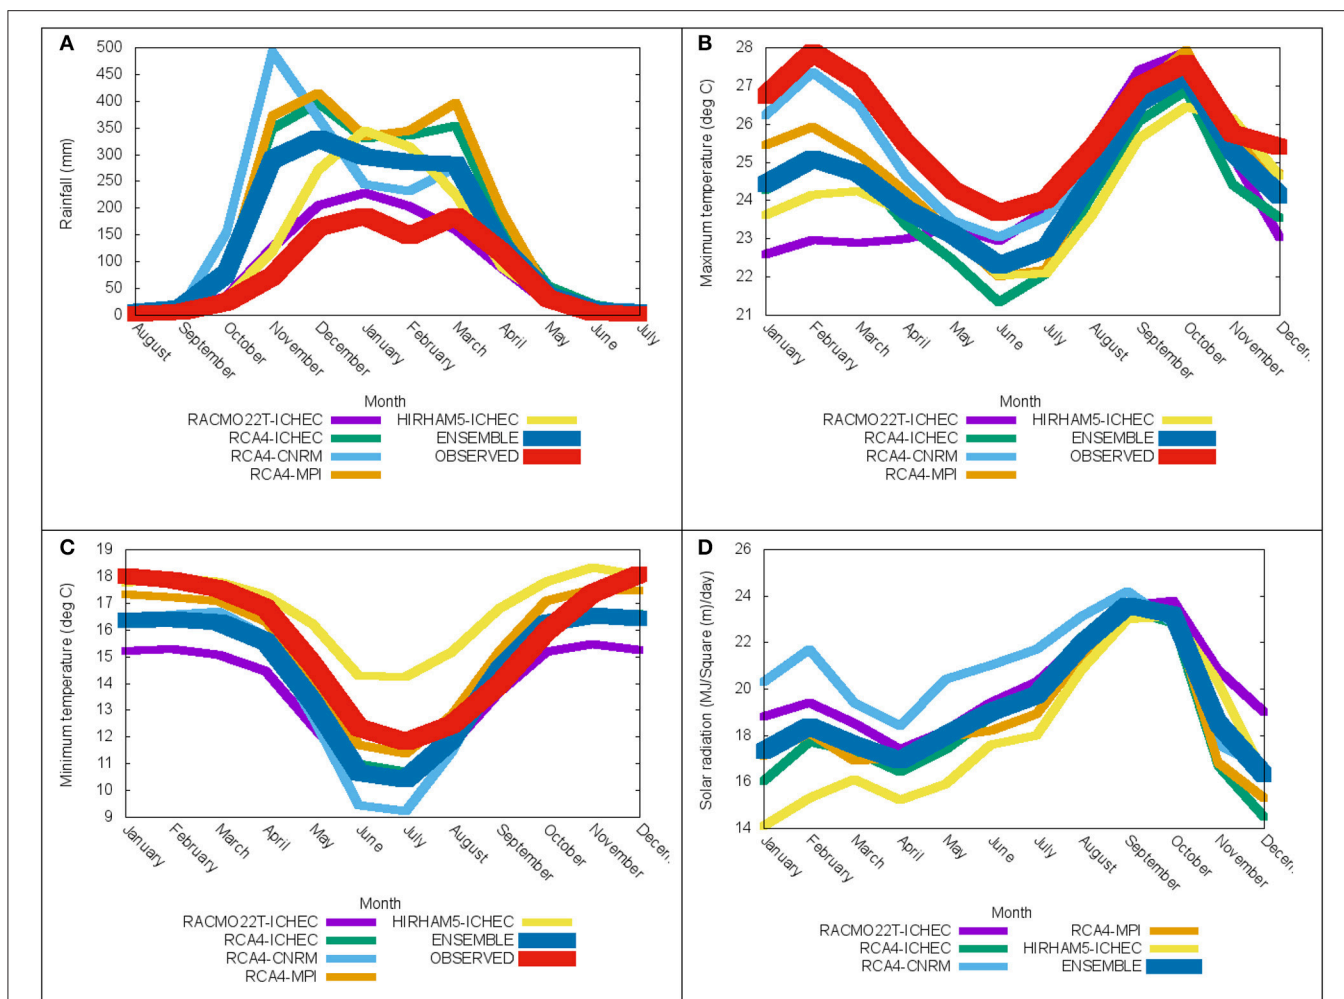 A
500
450
400
350
300
250
200
150
100
50
0
Rainfall (mm)
August
September
October
November
December
January
February
March
April
May
June
July
Month
RACMO22T-ICHEC HIRHAM5-ICHEC
RCA4-ICHEC ENSEMBLE
RCA4-CNRM OBSERVED
RCA4-MPI
B
28
27
26
25
24
23
22
21
Maximum temperature (deg C)
January
February
March
April
May
June
July
August
September
October
November
Decem
Month
RACMO22T-ICHEC HIRHAM5-ICHEC
RCA4-ICHEC ENSEMBLE
RCA4-CNRM OBSERVED
RCA4-MPI
C
19
18
17
16
15
14
13
12
11
10
9
Minimum temperature (deg C)
January
February
March
April
May
June
July
August
September
October
November
Decem
Month
RACMO22T-ICHEC HIRHAM5-ICHEC
RCA4-ICHEC ENSEMBLE
RCA4-CNRM OBSERVED
RCA4-MPI
D
26
24
22
20
18
16
14
Solar radiation (MJ/Square (m)/day)
January
February
March
April
May
June
July
August
September
October
November
Decem
Month
RACMO22T-ICHEC RCA4-MPI
RCA4-ICHEC HIRHAM5-ICHEC
RCA4-CNRM ENSEMBLE